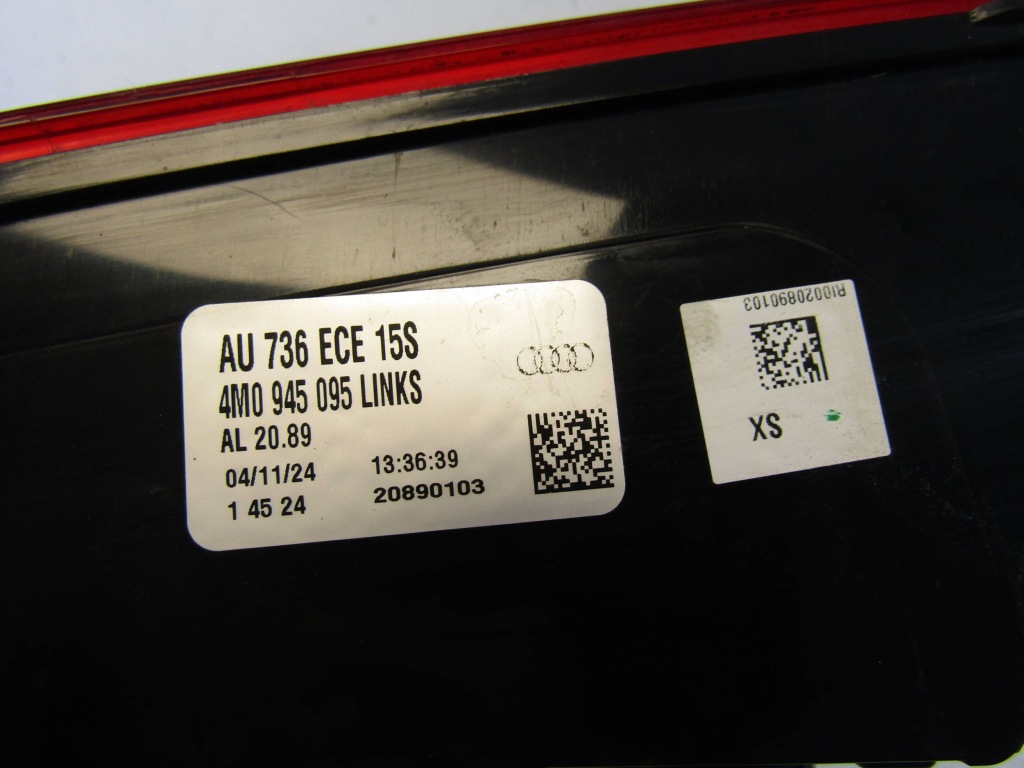 AU 736 ECE 15S
4M0 945 095 LINKS
AL 20.89
04/11/24 13:36:39
1 45 24 20890103
RI0020890103
SX